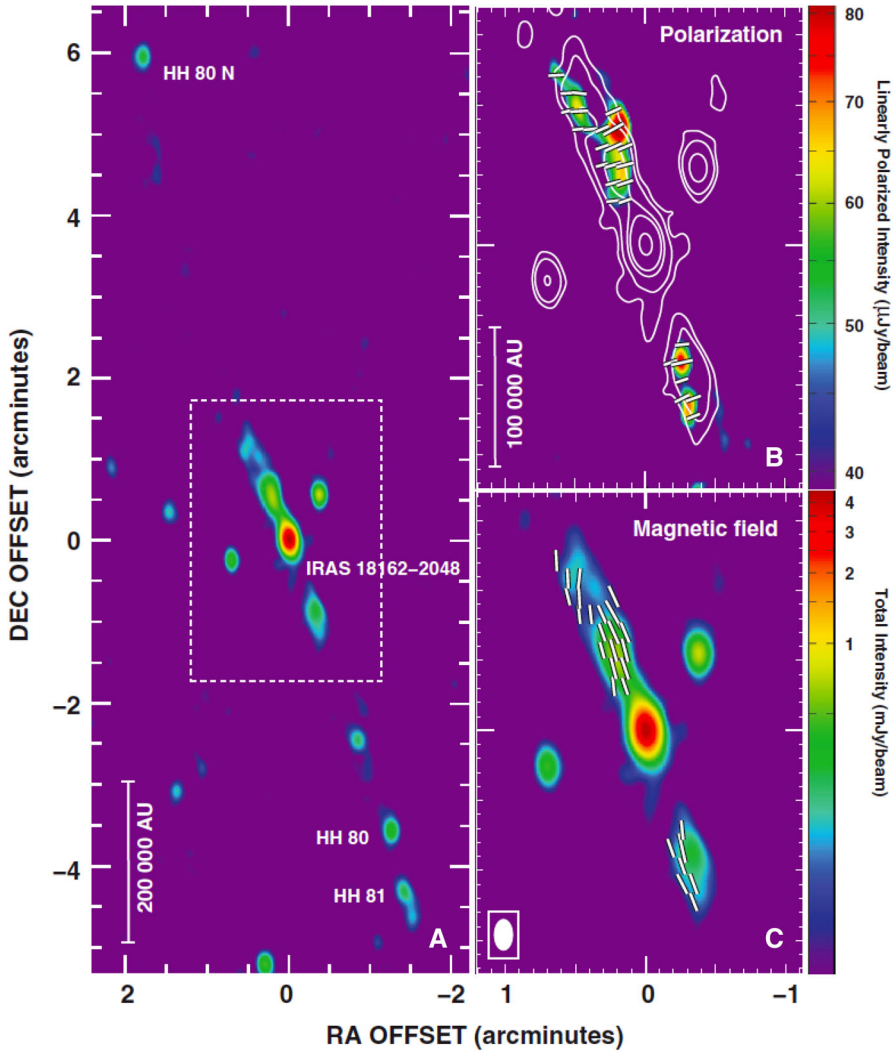 6
4
2
0
−2
−4
DEC OFFSET (arcminutes)
HH 80 N
IRAS 18162−2048
HH 80
HH 81
200 000 AU
A
2
0
−2
Polarization
100 000 AU
B
80
70
60
50
40
Linearly Polarized Intensity (μJy/beam)
Magnetic field
C
4
3
2
1
Total Intensity (mJy/beam)
1
0
−1
RA OFFSET (arcminutes)